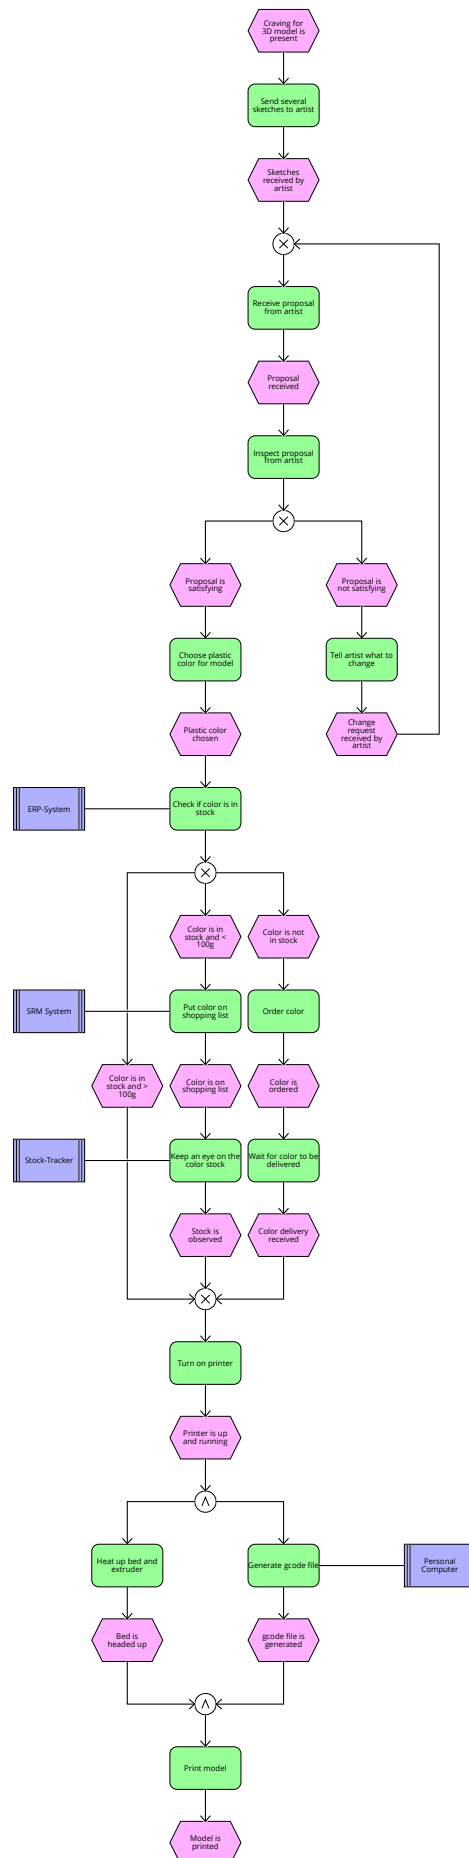 Craving for
3D model is
present
Send several
sketches to artist
Sketches
received by
artist
Receive proposal
from artist
Proposal
received
Inspect proposal
from artist
Proposal is
satisfying
Proposal is
not satisfying
Choose plastic
color for model
Tell artist what to
change
Plastic color
chosen
Change
request
received by
artist
ERP-System
Check if color is in
stock
Color is in
stock and <
100g
Color is not
in stock
SRM System
Put color on
shopping list
Order color
Color is in
stock and >
100g
Color is on
shopping list
Color is
ordered
Stock-Tracker
Keep an eye on the
color stock
Wait for color to be
delivered
Stock is
observed
Color delivery
received
Turn on printer
Printer is up
and running
Heat up bed and
extruder
Generate gcode file
Personal
Computer
Bed is
headed up
gcode file is
generated
Print model
Model is
printed